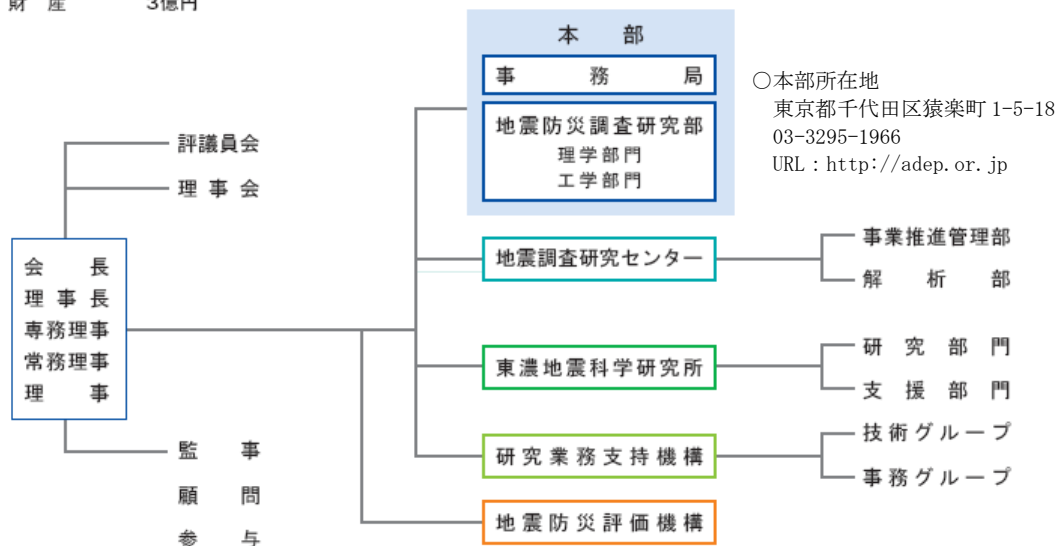 財 産 3億円
本 部
事 務 局
地震防災調査研究部
理学部門
工学部門
○本部所在地
東京都千代田区猿楽町 1-5-18
03-3295-1966
URL：http://adep.or.jp
評議員会
理 事 会
会 長
理 事 長
専務理事
常務理事
理 事
監 事
顧 問
参 与
地震調査研究センター
事業推進管理部
解 析 部
東濃地震科学研究所
研 究 部 門
支 援 部 門
研究業務支持機構
技術グループ
事務グループ
地震防災評価機構